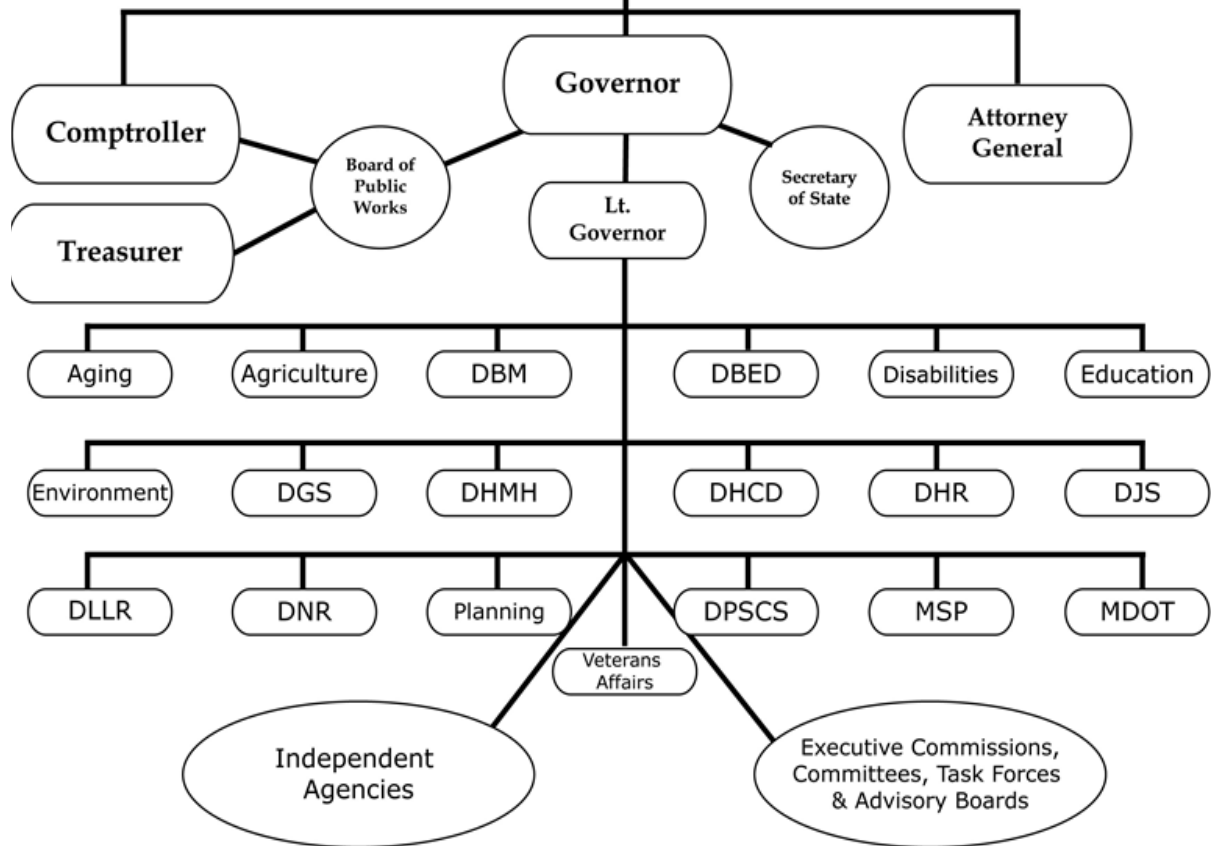 Governor
Comptroller
Attorney
General
Board of
Public
Works
Secretary
of State
Lt.
Governor
Treasurer
Aging
Agriculture
DBM
DBED
Disabilities
Education
Environment
DGS
DHMH
DHCD
DHR
DJS
DLLR
DNR
Planning
DPSCS
MSP
MDOT
Veterans
Affairs
Independent
Agencies
Executive Commissions,
Committees, Task Forces
& Advisory Boards